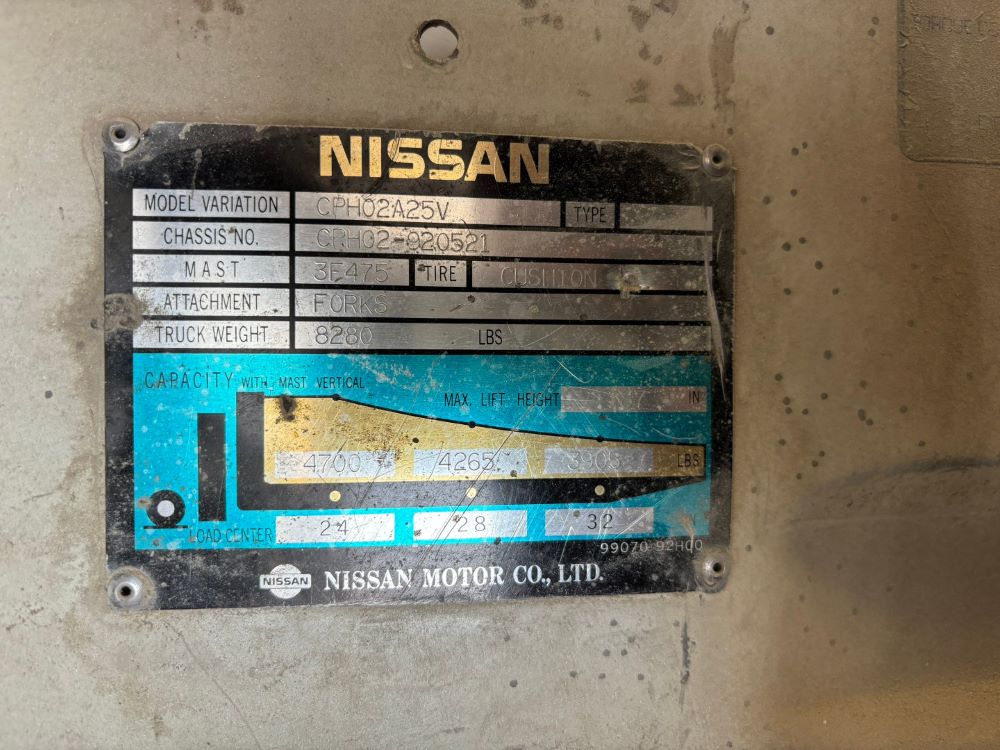 NISSAN
MODEL VARIATION CPH02A25V TYPE
CHASSIS NO. CPH02-920521
MAST 3F475 TIRE CUSHION
ATTACHMENT FORKS
TRUCK WEIGHT 8280 LBS
CAPACITY WITH MAST VERTICAL
MAX. LIFT HEIGHT IN
4700 4265 3905 LBS
24 28 32
LOAD CENTER
99070 92H00
NISSAN NISSAN MOTOR CO., LTD.